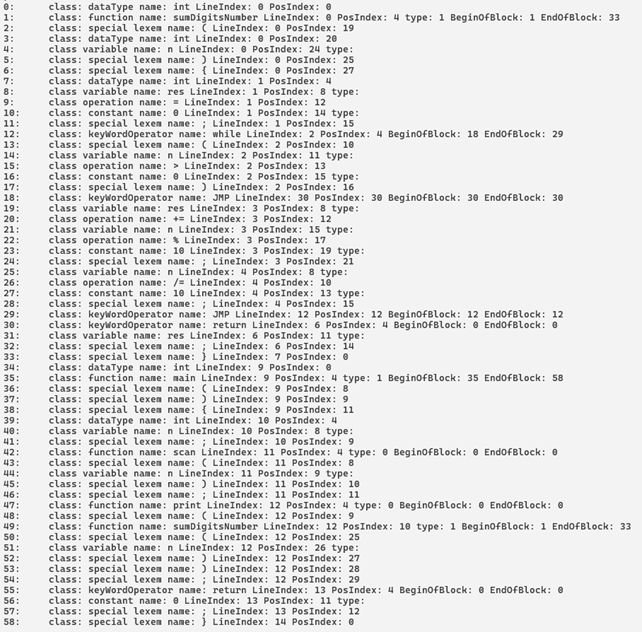 0: class: dataType name: int LineIndex: 0 PosIndex: 0
1: class: function name: sumDigitsNumber LineIndex: 0 PosIndex: 4 type: 1 BeginOfBlock: 1 EndOfBlock: 33
2: class: special lexem name: ( LineIndex: 0 PosIndex: 19
3: class: dataType name: int LineIndex: 0 PosIndex: 20
4: class variable name: n LineIndex: 0 PosIndex: 24 type:
5: class: special lexem name: ) LineIndex: 0 PosIndex: 25
6: class: special lexem name: { LineIndex: 0 PosIndex: 27
7: class: dataType name: int LineIndex: 1 PosIndex: 4
8: class variable name: res LineIndex: 1 PosIndex: 8 type:
9: class operation name: = LineIndex: 1 PosIndex: 12
10: class: constant name: 0 LineIndex: 1 PosIndex: 14 type:
11: class: special lexem name: ; LineIndex: 1 PosIndex: 15
12: class: keyWordOperator name: while LineIndex: 2 PosIndex: 4 BeginOfBlock: 18 EndOfBlock: 29
13: class: special lexem name: ( LineIndex: 2 PosIndex: 10
14: class variable name: n LineIndex: 2 PosIndex: 11 type:
15: class operation name: > LineIndex: 2 PosIndex: 13
16: class: constant name: 0 LineIndex: 2 PosIndex: 15 type:
17: class: special lexem name: ) LineIndex: 2 PosIndex: 16
18: class: keyWordOperator name: JMP LineIndex: 30 PosIndex: 30 BeginOfBlock: 30 EndOfBlock: 30
19: class variable name: res LineIndex: 3 PosIndex: 8 type:
20: class operation name: += LineIndex: 3 PosIndex: 12
21: class variable name: n LineIndex: 3 PosIndex: 15 type:
22: class operation name: % LineIndex: 3 PosIndex: 17
23: class: constant name: 10 LineIndex: 3 PosIndex: 19 type:
24: class: special lexem name: ; LineIndex: 3 PosIndex: 21
25: class variable name: n LineIndex: 4 PosIndex: 8 type:
26: class operation name: /= LineIndex: 4 PosIndex: 10
27: class: constant name: 10 LineIndex: 4 PosIndex: 13 type:
28: class: special lexem name: ; LineIndex: 4 PosIndex: 15
29: class: keyWordOperator name: JMP LineIndex: 12 PosIndex: 12 BeginOfBlock: 12 EndOfBlock: 12
30: class: keyWordOperator name: return LineIndex: 6 PosIndex: 4 BeginOfBlock: 0 EndOfBlock: 0
31: class variable name: res LineIndex: 6 PosIndex: 11 type:
32: class: special lexem name: ; LineIndex: 6 PosIndex: 14
33: class: special lexem name: } LineIndex: 7 PosIndex: 0
34: class: dataType name: int LineIndex: 9 PosIndex: 0
35: class: function name: main LineIndex: 9 PosIndex: 4 type: 1 BeginOfBlock: 35 EndOfBlock: 58
36: class: special lexem name: ( LineIndex: 9 PosIndex: 8
37: class: special lexem name: ) LineIndex: 9 PosIndex: 9
38: class: special lexem name: { LineIndex: 9 PosIndex: 11
39: class: dataType name: int LineIndex: 10 PosIndex: 4
40: class variable name: n LineIndex: 10 PosIndex: 8 type:
41: class: special lexem name: ; LineIndex: 10 PosIndex: 9
42: class: function name: scan LineIndex: 11 PosIndex: 4 type: 0 BeginOfBlock: 0 EndOfBlock: 0
43: class: special lexem name: ( LineIndex: 11 PosIndex: 8
44: class variable name: n LineIndex: 11 PosIndex: 9 type:
45: class: special lexem name: ) LineIndex: 11 PosIndex: 10
46: class: special lexem name: ; LineIndex: 11 PosIndex: 11
47: class: function name: print LineIndex: 12 PosIndex: 4 type: 0 BeginOfBlock: 0 EndOfBlock: 0
48: class: special lexem name: ( LineIndex: 12 PosIndex: 9
49: class: function name: sumDigitsNumber LineIndex: 12 PosIndex: 10 type: 1 BeginOfBlock: 1 EndOfBlock: 33
50: class: special lexem name: ( LineIndex: 12 PosIndex: 25
51: class variable name: n LineIndex: 12 PosIndex: 26 type:
52: class: special lexem name: ) LineIndex: 12 PosIndex: 27
53: class: special lexem name: ) LineIndex: 12 PosIndex: 28
54: class: special lexem name: ; LineIndex: 12 PosIndex: 29
55: class: keyWordOperator name: return LineIndex: 13 PosIndex: 4 BeginOfBlock: 0 EndOfBlock: 0
56: class: constant name: 0 LineIndex: 13 PosIndex: 11 type:
57: class: special lexem name: ; LineIndex: 13 PosIndex: 12
58: class: special lexem name: } LineIndex: 14 PosIndex: 0